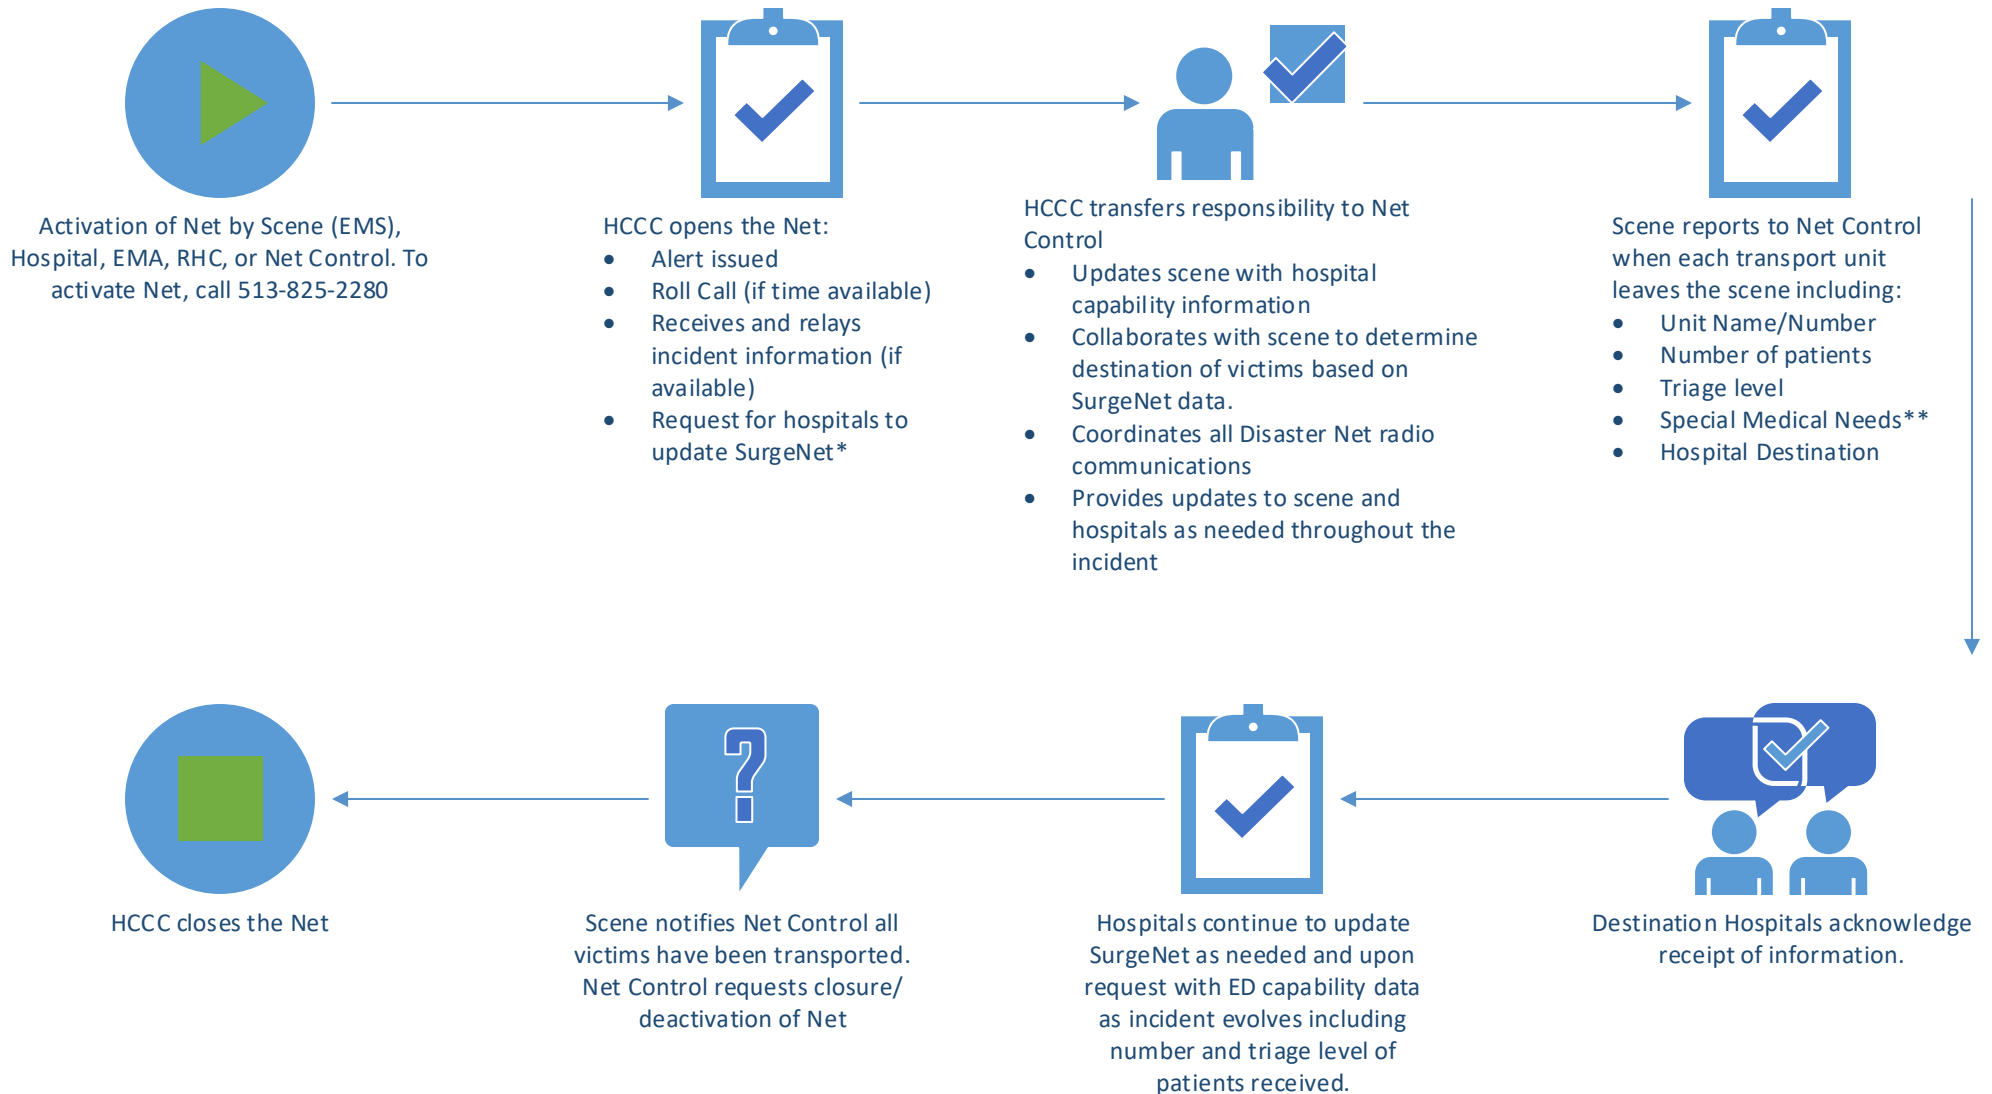 Activation of Net by Scene (EMS),
Hospital, EMA, RHC, or Net Control. To
activate Net, call 513-825-2280
HCCC opens the Net:
• Alert issued
• Roll Call (if time available)
• Receives and relays
incident information (if
available)
• Request for hospitals to
update SurgeNet*
HCCC transfers responsibility to Net
Control
• Updates scene with hospital
capability information
• Collaborates with scene to determine
destination of victims based on
SurgeNet data.
• Coordinates all Disaster Net radio
communications
• Provides updates to scene and
hospitals as needed throughout the
incident
Scene reports to Net Control
when each transport unit
leaves the scene including:
• Unit Name/Number
• Number of patients
• Triage level
• Special Medical Needs**
• Hospital Destination
?
HCCC closes the Net
Scene notifies Net Control all
victims have been transported.
Net Control requests closure/
deactivation of Net
Hospitals continue to update
SurgeNet as needed and upon
request with ED capability data
as incident evolves including
number and triage level of
patients received.
Destination Hospitals acknowledge
receipt of information.